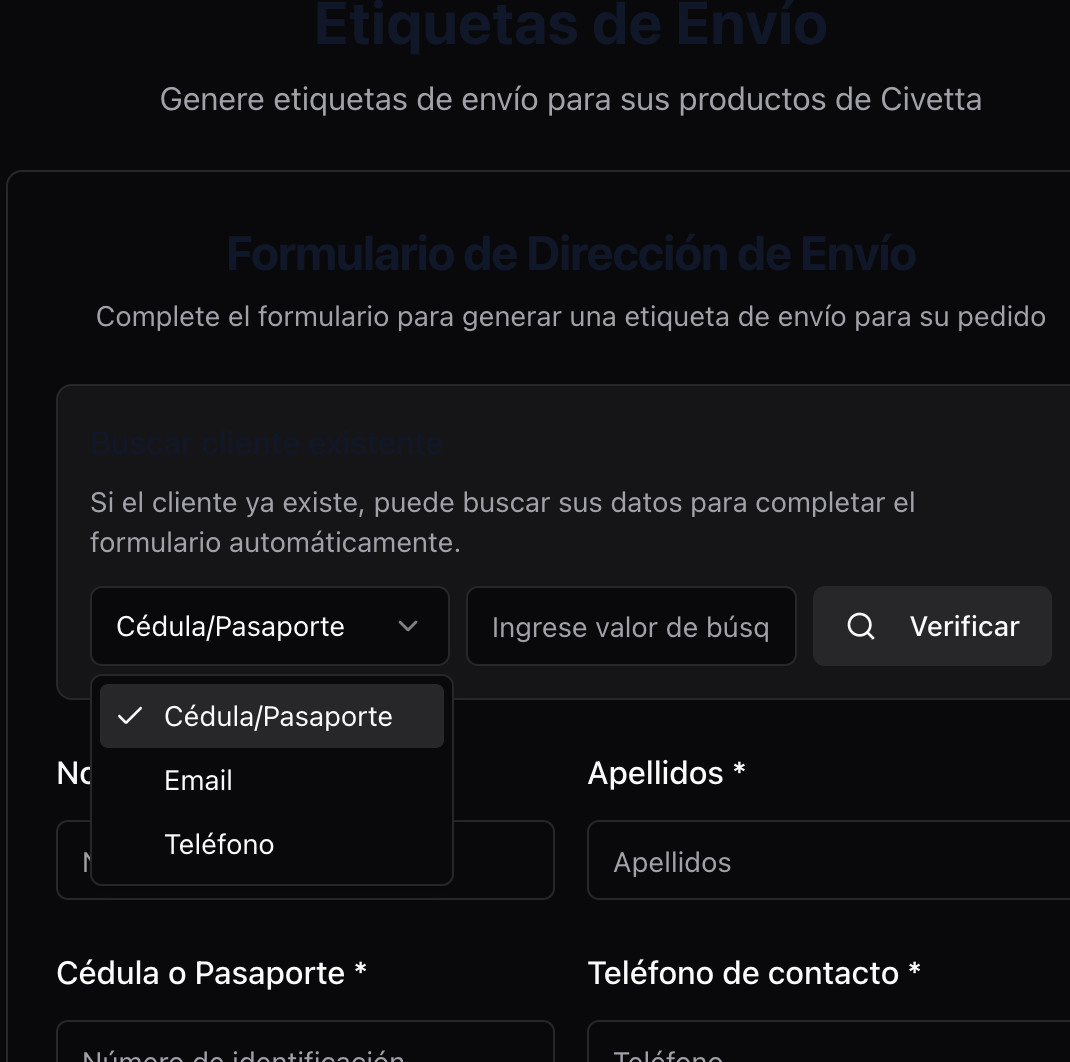 Etiquetas de Envío
Genere etiquetas de envío para sus productos de Civetta
Formulario de Dirección de Envío
Complete el formulario para generar una etiqueta de envío para su pedido
Buscar cliente existente
Si el cliente ya existe, puede buscar sus datos para completar el
formulario automáticamente.
Cédula/Pasaporte
Ingrese valor de búsq
Verificar
Cédula/Pasaporte
Email
Teléfono
Apellidos *
Apellidos
Cédula o Pasaporte *
Teléfono de contacto *
Número de identificación
Teléfono